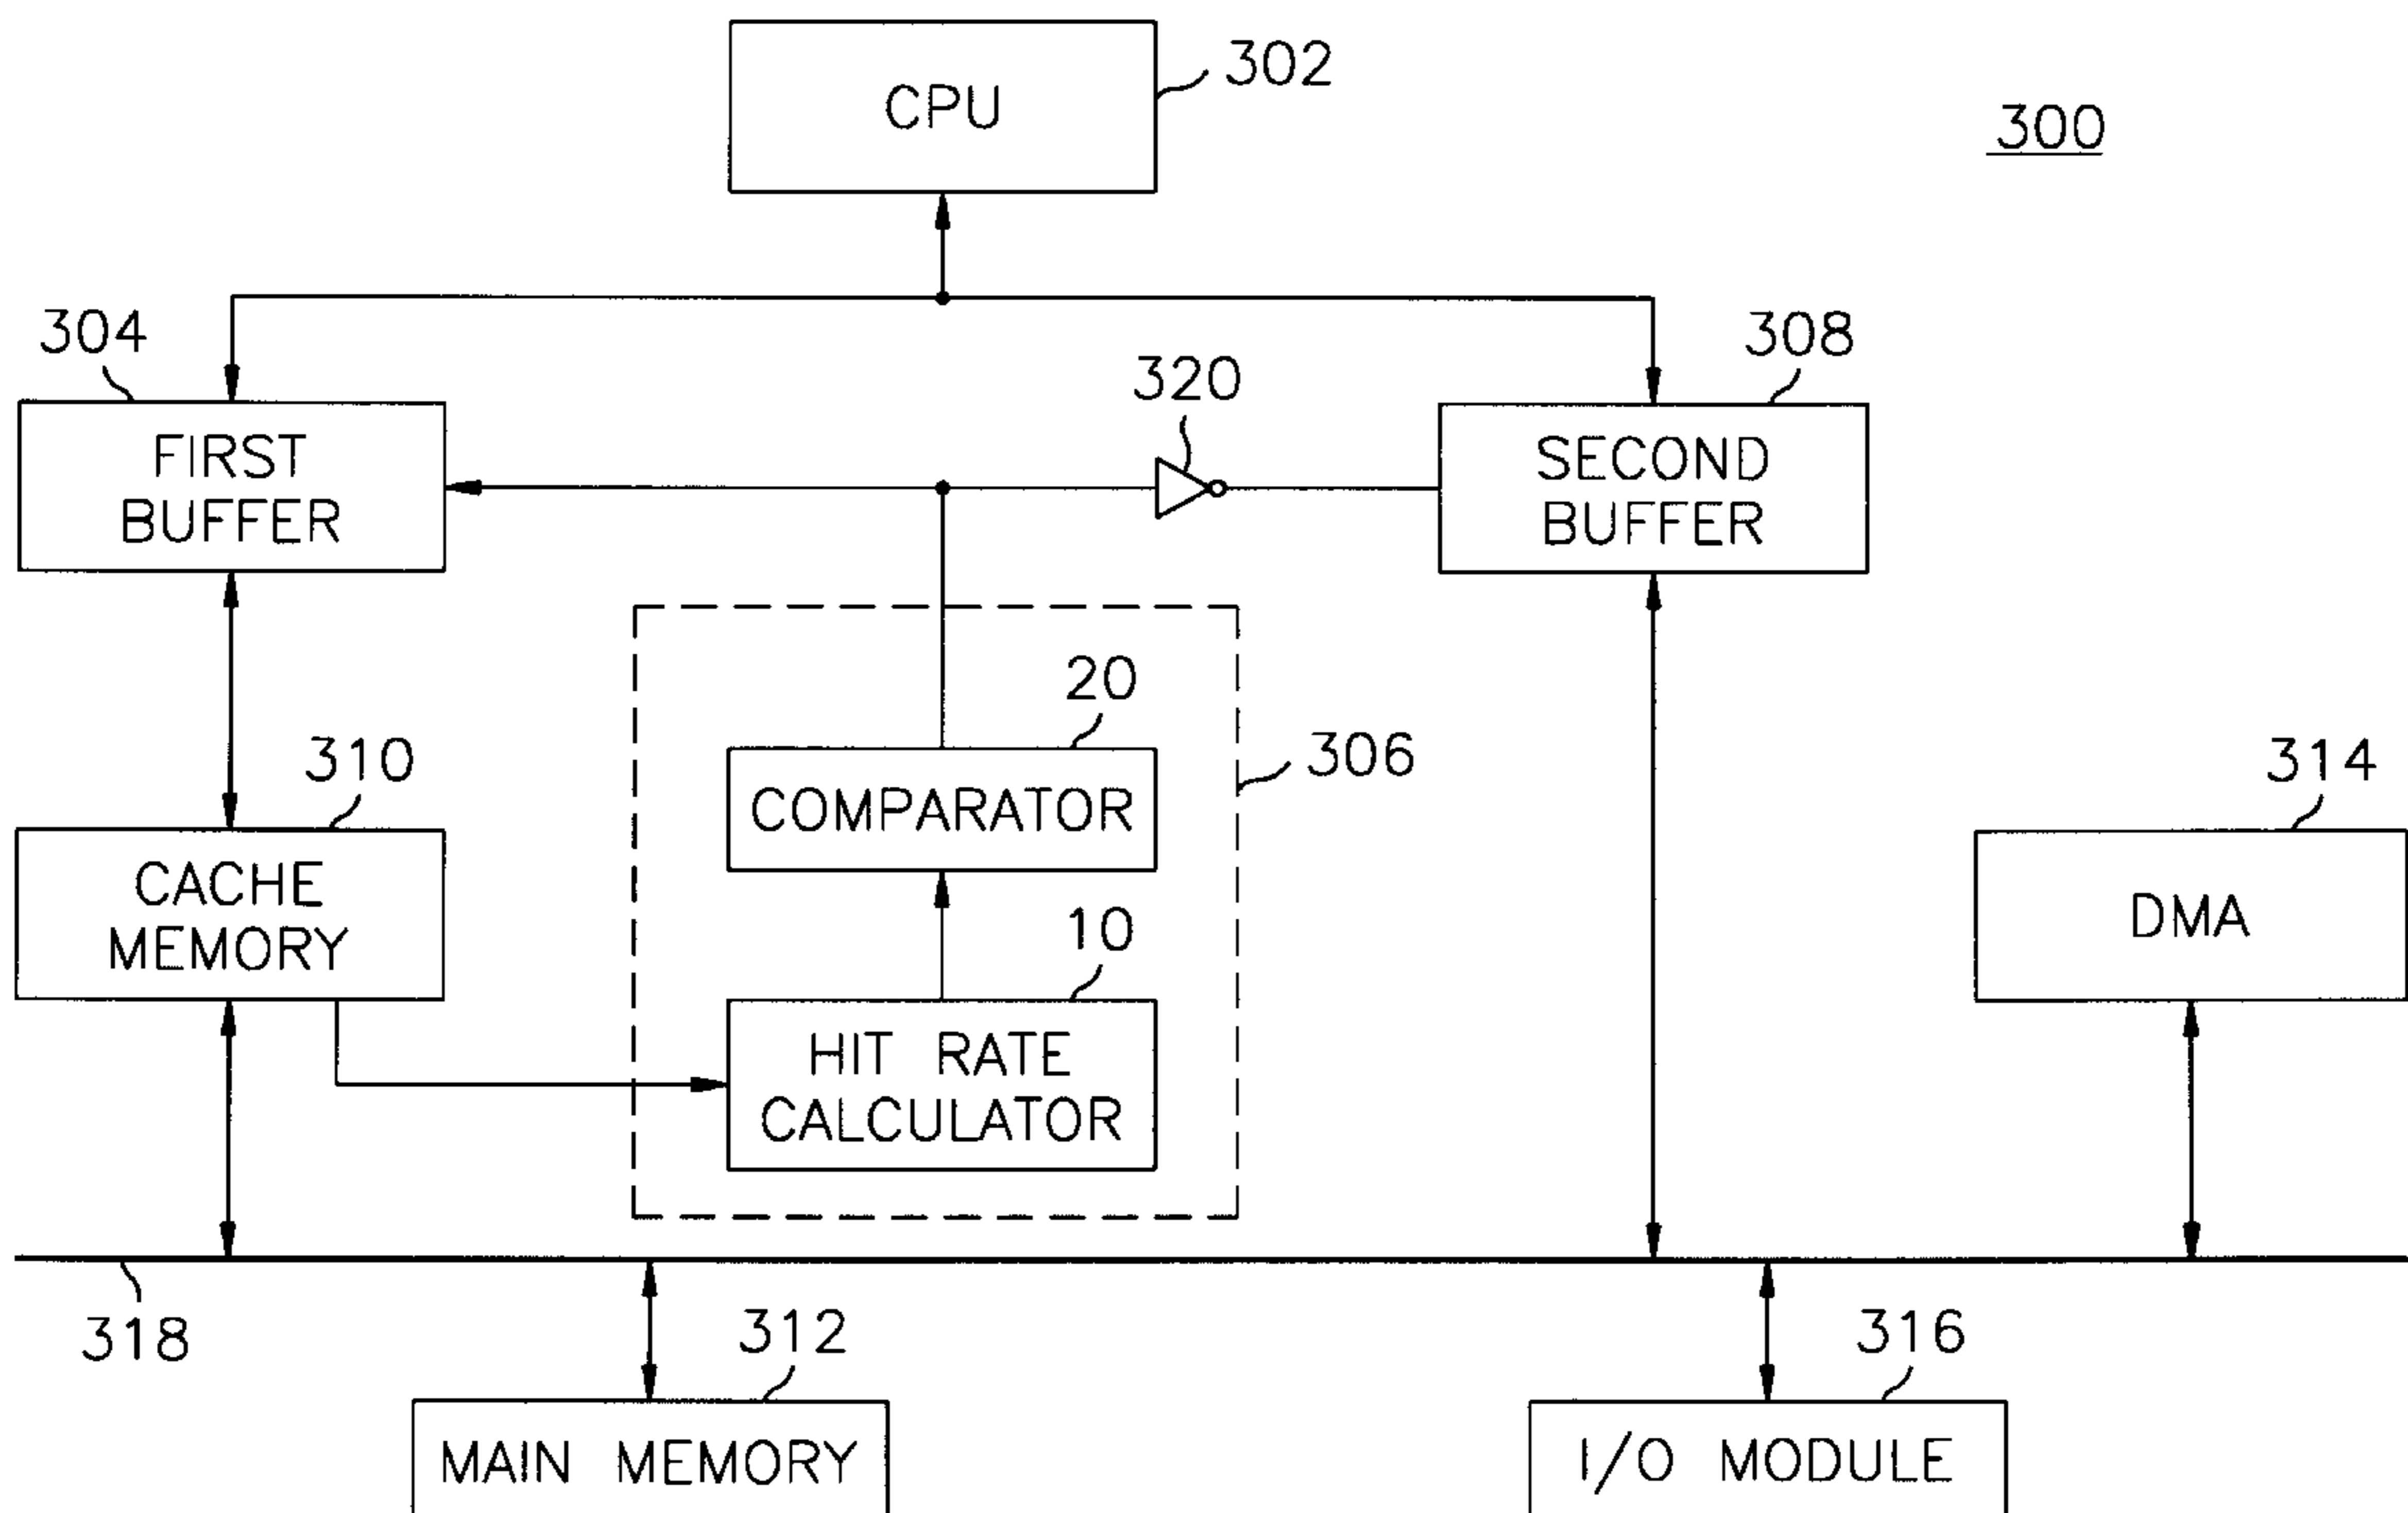 302
CPU
300
304
308
320
FIRST
BUFFER
SECOND
BUFFER
20
310
306
314
COMPARATOR
CACHE
MEMORY
10
DMA
HIT RATE
CALCULATOR
318
312
316
MAIN MEMORY
I/O MODULE